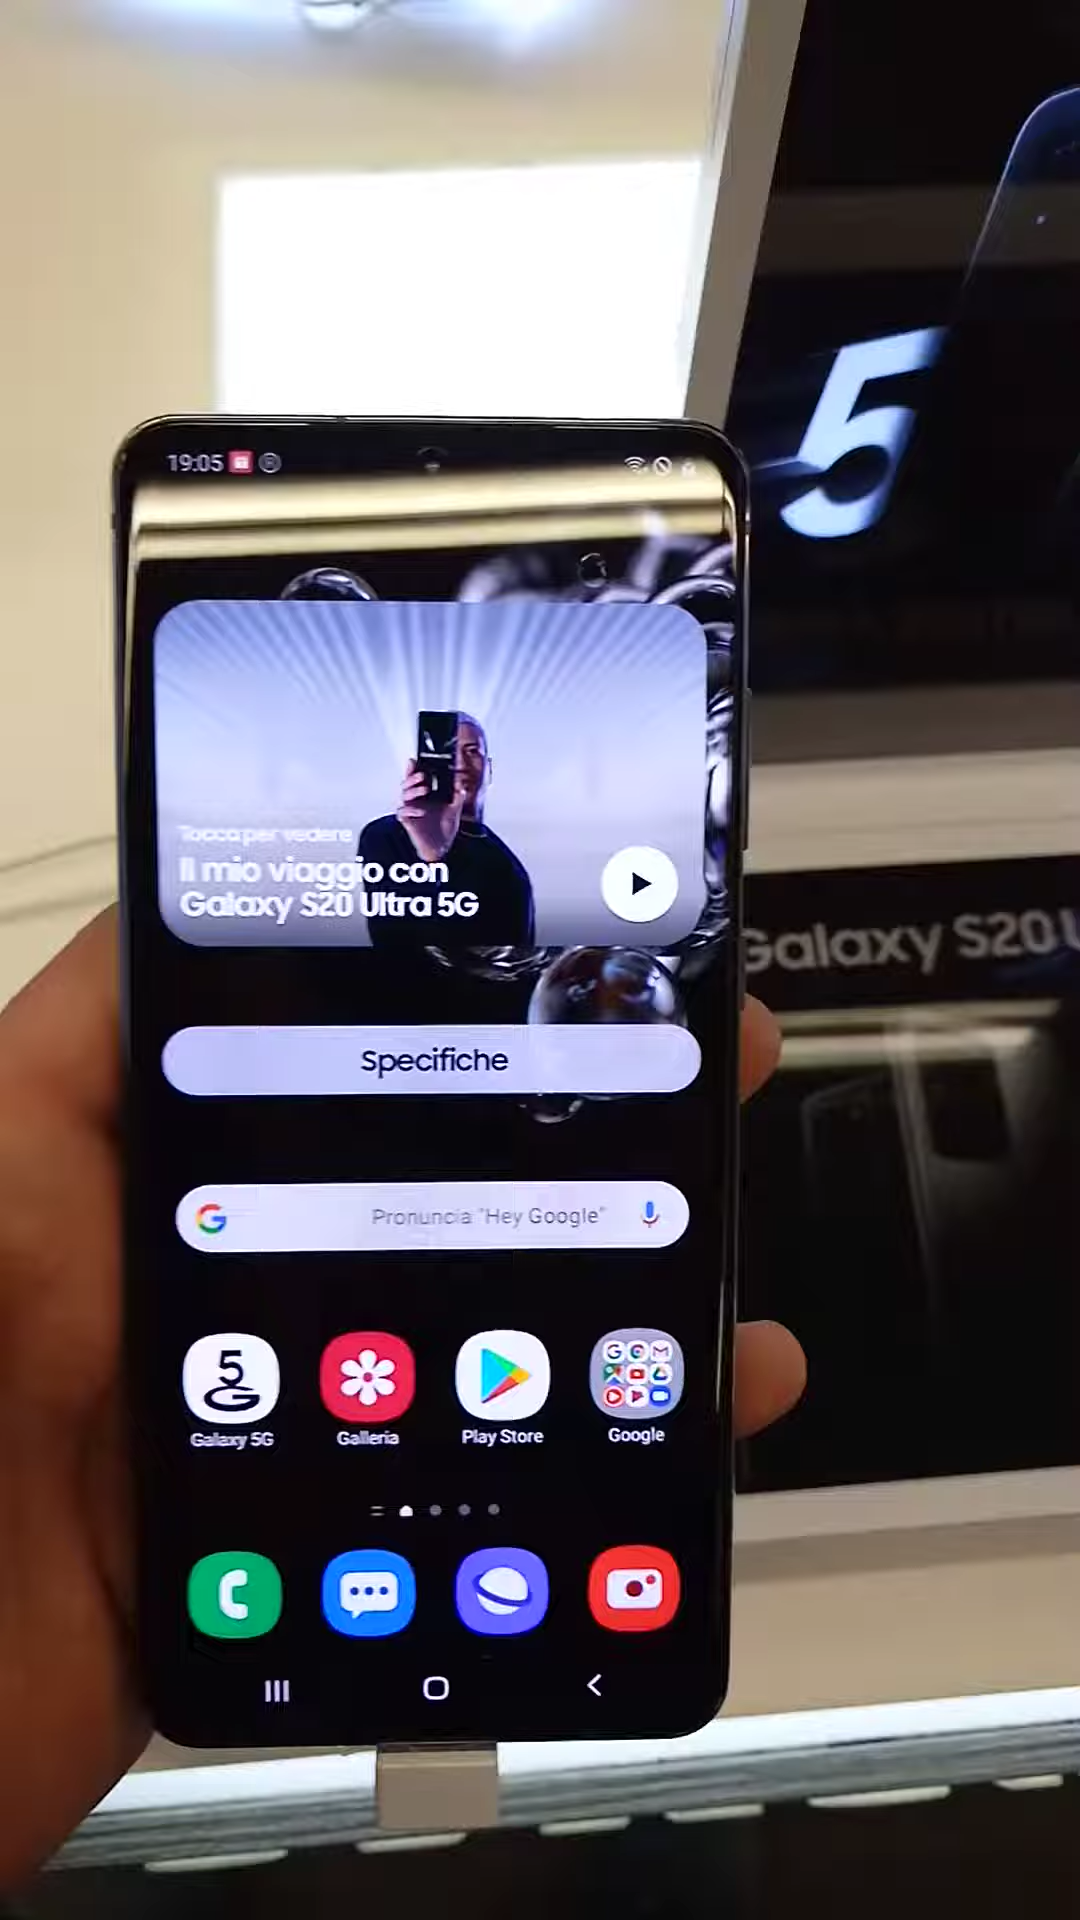 5
19:05
Tocca per vedere
Il mio viaggio con
Galaxy S20 Ultra 5G
Galaxy S20 U
Specifiche
G
Pronuncia "Hey Google"
5G
Galaxy 5G
Galleria
Play Store
Google